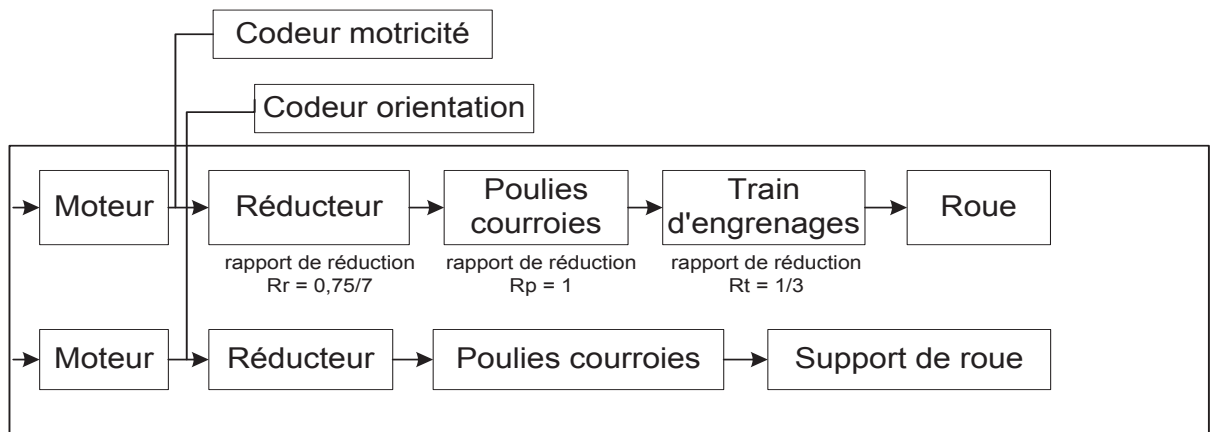 Codeur motricité
Codeur orientation
Moteur
Réducteur
Poulies
courroies
Train
d'engrenages
Roue
rapport de réduction
Rr = 0,75/7
rapport de réduction
Rp = 1
rapport de réduction
Rt = 1/3
Moteur
Réducteur
Poulies courroies
Support de roue